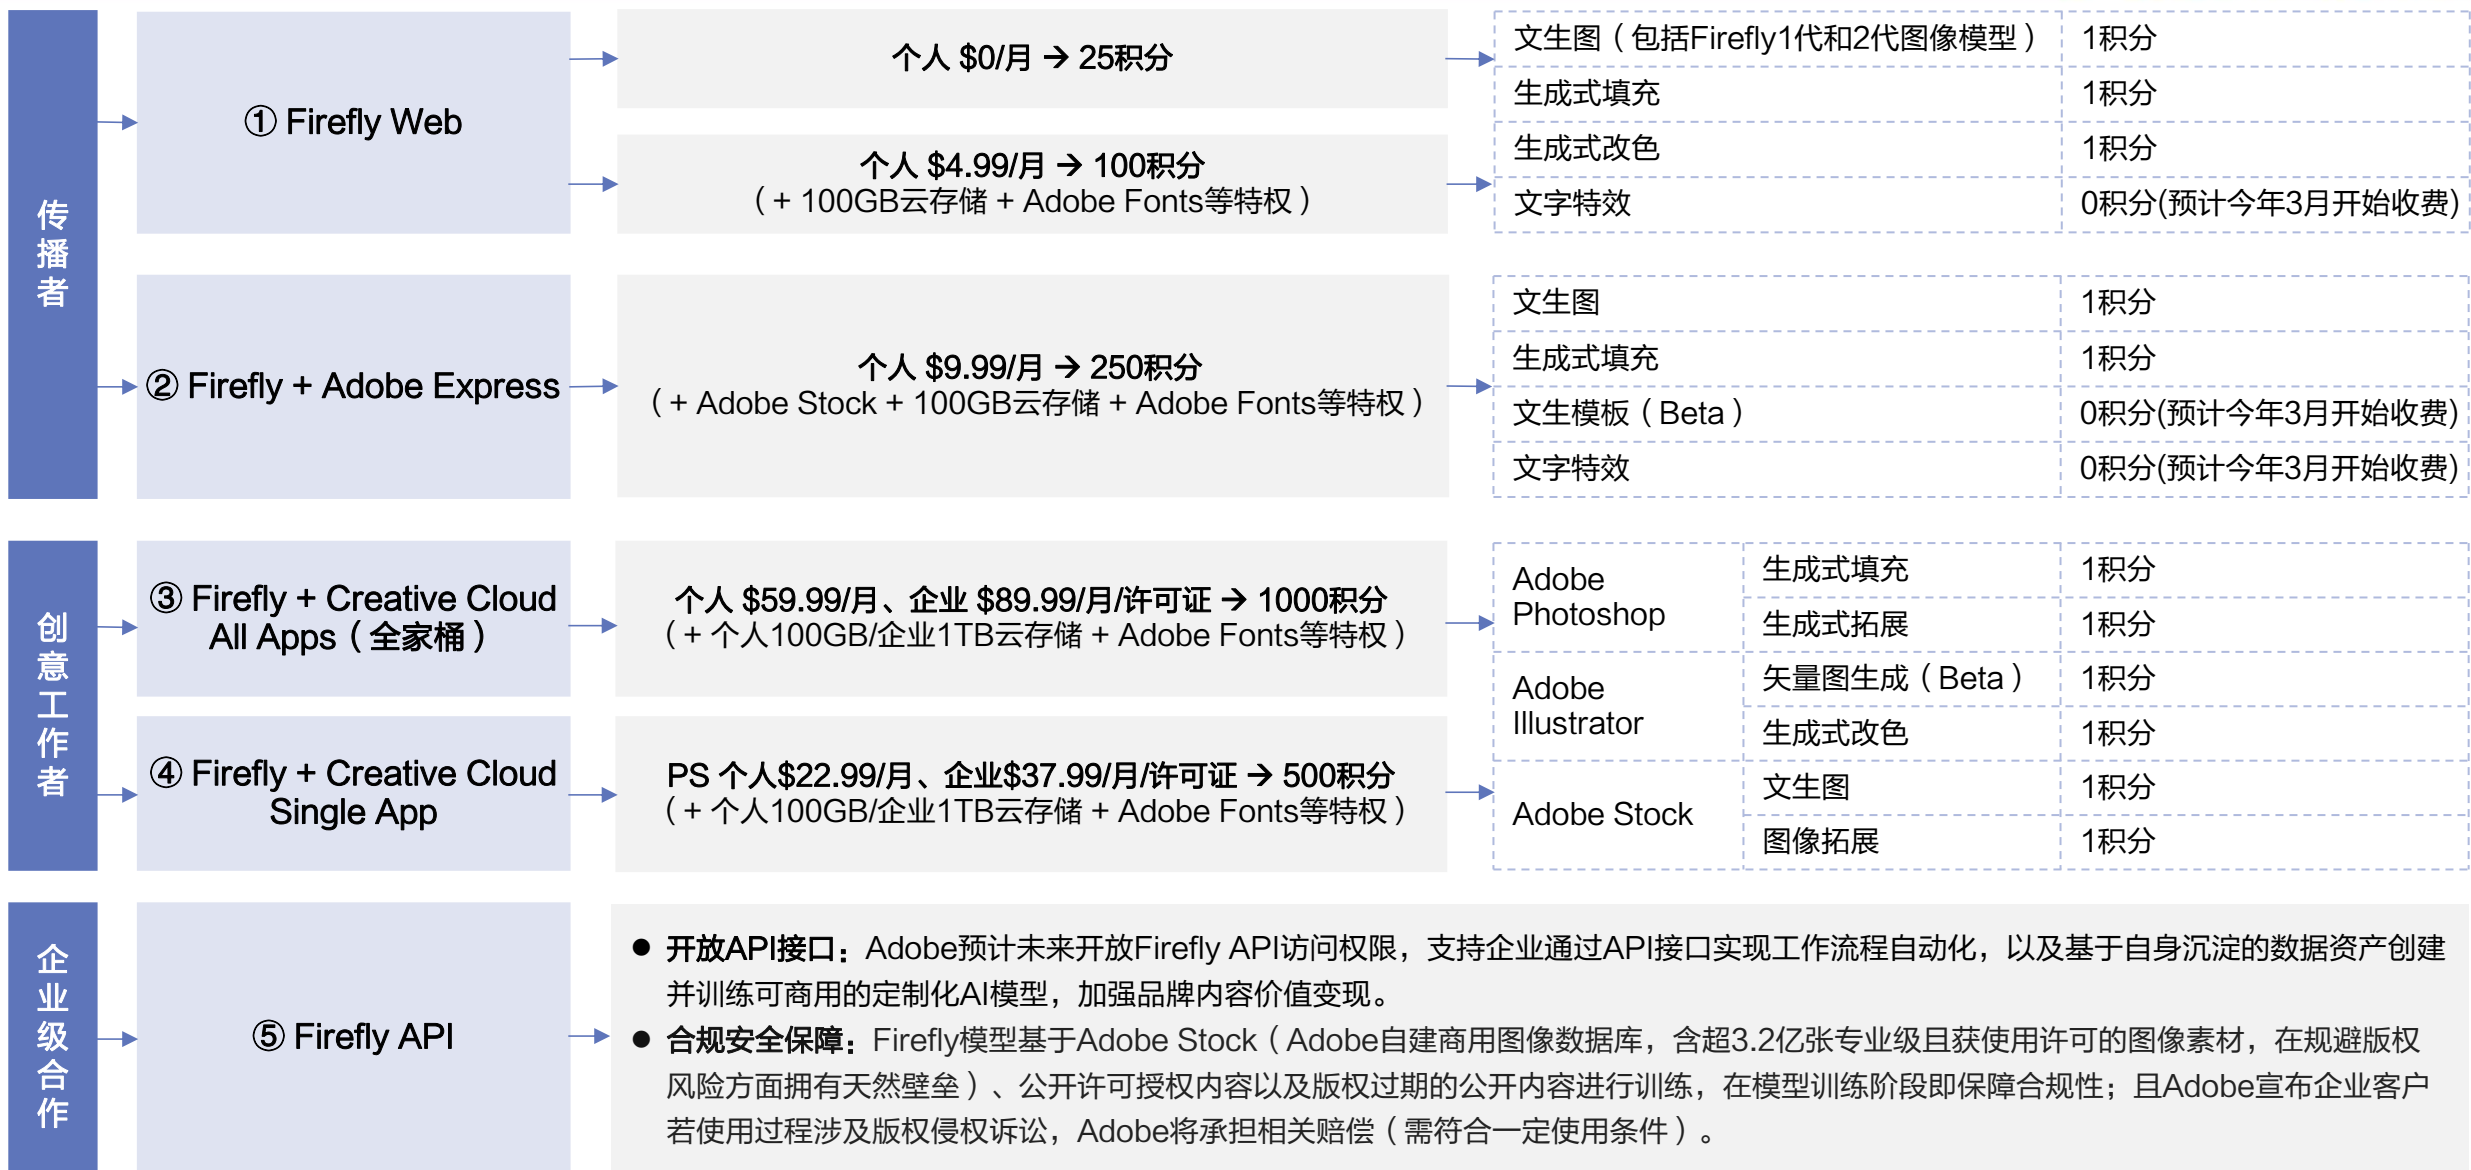 传播者
① Firefly Web
个人 $0/月 → 25积分
个人 $4.99/月 → 100积分
（+ 100GB云存储 + Adobe Fonts等特权）
文生图（包括Firefly1代和2代图像模型） 1积分
生成式填充 1积分
生成式改色 1积分
文字特效 0积分(预计今年3月开始收费)
② Firefly + Adobe Express
个人 $9.99/月 → 250积分
（+ Adobe Stock + 100GB云存储 + Adobe Fonts等特权）
文生图 1积分
生成式填充 1积分
文生模板（Beta） 0积分(预计今年3月开始收费)
文字特效 0积分(预计今年3月开始收费)
创意工作者
③ Firefly + Creative Cloud
All Apps（全家桶）
个人 $59.99/月、企业 $89.99/月/许可证 → 1000积分
（+ 个人100GB/企业1TB云存储 + Adobe Fonts等特权）
④ Firefly + Creative Cloud
Single App
PS 个人$22.99/月、企业$37.99/月/许可证 → 500积分
（+ 个人100GB/企业1TB云存储 + Adobe Fonts等特权）
Adobe
Photoshop
生成式填充 1积分
生成式拓展 1积分
Adobe
Illustrator
矢量图生成（Beta） 1积分
生成式改色 1积分
Adobe Stock
文生图 1积分
图像拓展 1积分
企业级合作
⑤ Firefly API
● 开放API接口：Adobe预计未来开放Firefly API访问权限，支持企业通过API接口实现工作流程自动化，以及基于自身沉淀的数据资产创建
并训练可商用的定制化AI模型，加强品牌内容价值变现。
● 合规安全保障：Firefly模型基于Adobe Stock（Adobe自建商用图像数据库，含超3.2亿张专业级且获使用许可的图像素材，在规避版权
风险方面拥有天然壁垒）、公开许可授权内容以及版权过期的公开内容进行训练，在模型训练阶段即保障合规性；且Adobe宣布企业客户
若使用过程涉及版权侵权诉讼，Adobe将承担相关赔偿（需符合一定使用条件）。